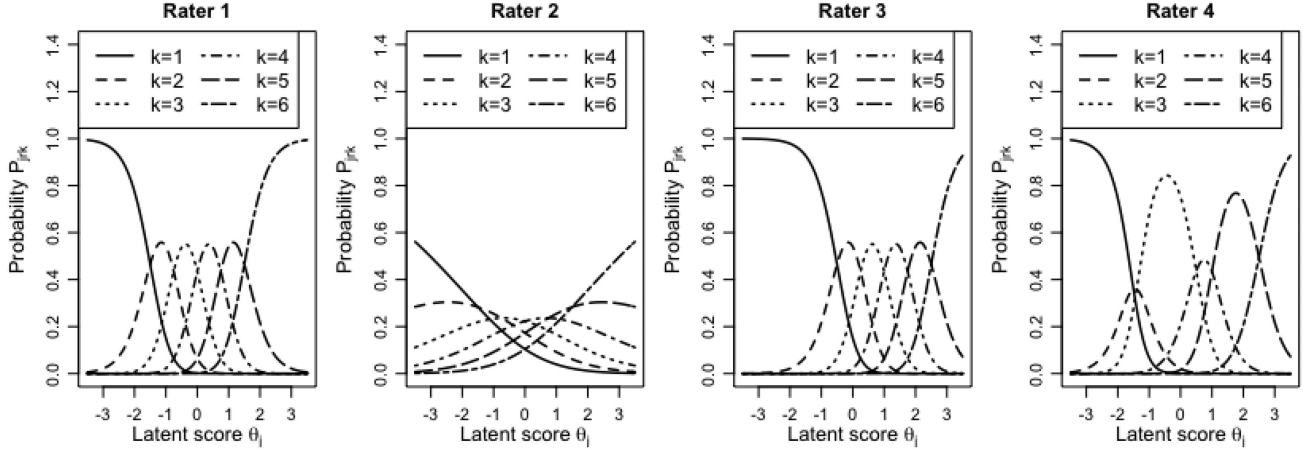 Rater 1
Probability P_jrk
1.4
1.2
1.0
0.8
0.6
0.4
0.2
0.0
k=1 k=4
k=2 k=5
k=3 k=6
-3 -2 -1 0 1 2 3
Latent score θ_j
Rater 2
Probability P_jrk
1.4
1.2
1.0
0.8
0.6
0.4
0.2
0.0
k=1 k=4
k=2 k=5
k=3 k=6
-3 -2 -1 0 1 2 3
Latent score θ_j
Rater 3
Probability P_jrk
1.4
1.2
1.0
0.8
0.6
0.4
0.2
0.0
k=1 k=4
k=2 k=5
k=3 k=6
-3 -2 -1 0 1 2 3
Latent score θ_j
Rater 4
Probability P_jrk
1.4
1.2
1.0
0.8
0.6
0.4
0.2
0.0
k=1 k=4
k=2 k=5
k=3 k=6
-3 -2 -1 0 1 2 3
Latent score θ_j